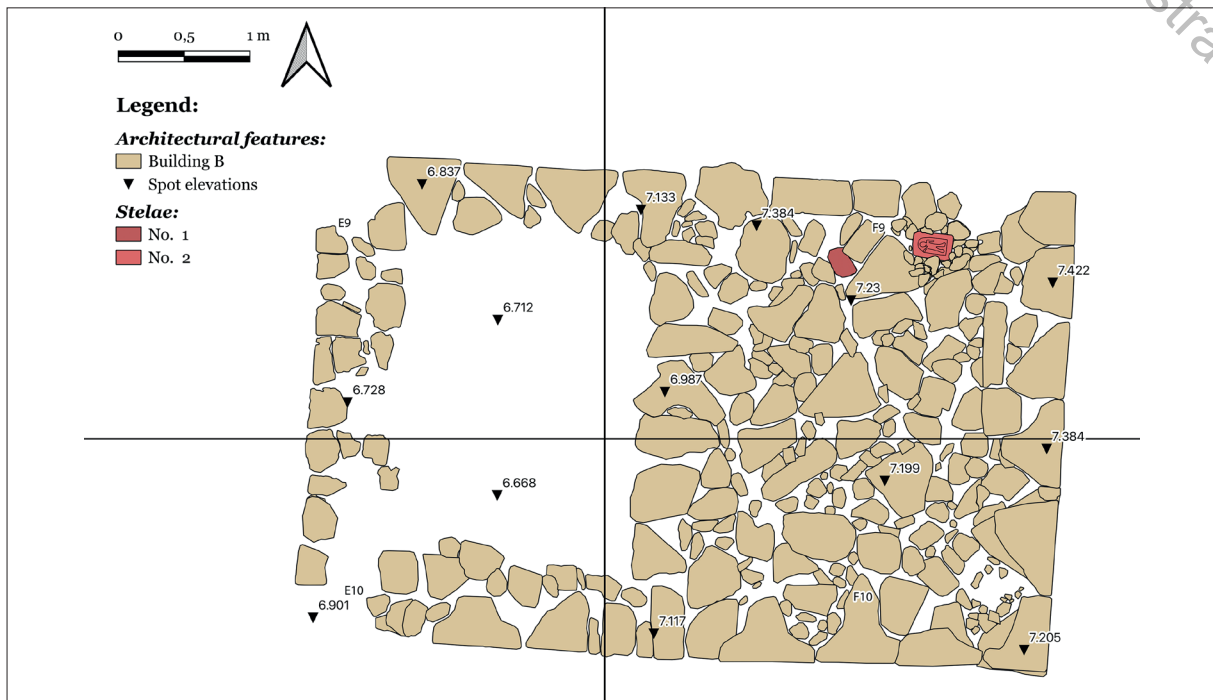 0 0,5 1 m
Legend:
Architectural features:
Building B
Spot elevations
Stelae:
No. 1
No. 2
6.837
7.133
7.384
E9
F9
7.422
7.23
6.712
6.987
6.728
7.384
7.199
6.668
E10
F10
6.901
7.117
7.205